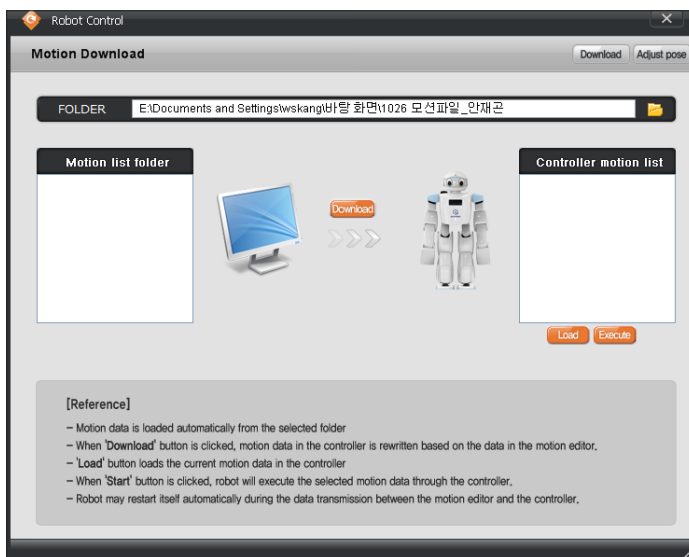 Robot Control
Motion Download
Download
Adjust pose
FOLDER
E:\Documents and Settings\wskang\바탕 화면\1026 모션파일_안재곤
Motion list folder
Controller motion list
Download
Load
Execute
[Reference]
– Motion data is loaded automatically from the selected folder
– When 'Download' button is clicked, motion data in the controller is rewritten based on the data in the motion editor.
– 'Load' button loads the current motion data in the controller
– When 'Start' button is clicked, robot will execute the selected motion data through the controller.
– Robot may restart itself automatically during the data transmission between the motion editor and the controller.